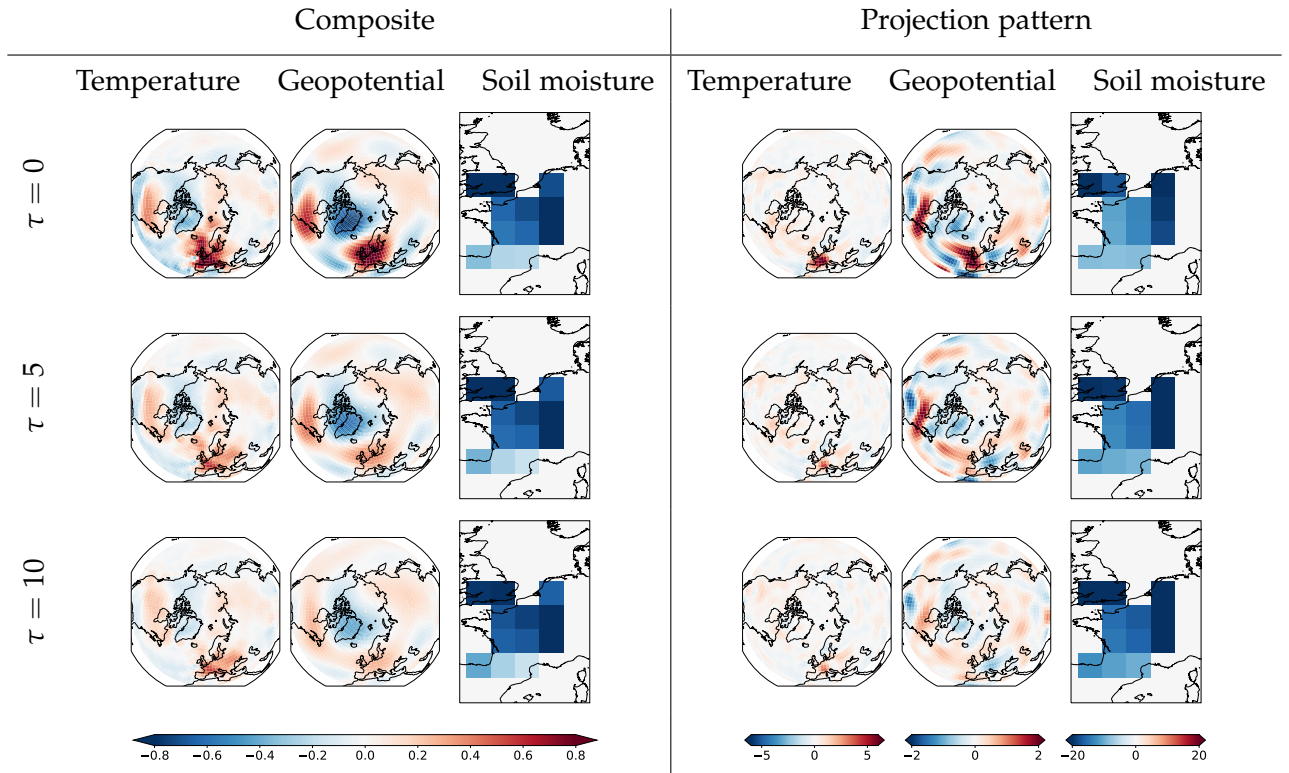 Composite Projection pattern
Temperature Geopotential Soil moisture Temperature Geopotential Soil moisture
τ = 0
τ = 5
τ = 10
−0.8 −0.6 −0.4 −0.2 0.0 0.2 0.4 0.6 0.8 −5 0 5 −2 0 2 −20 0 20